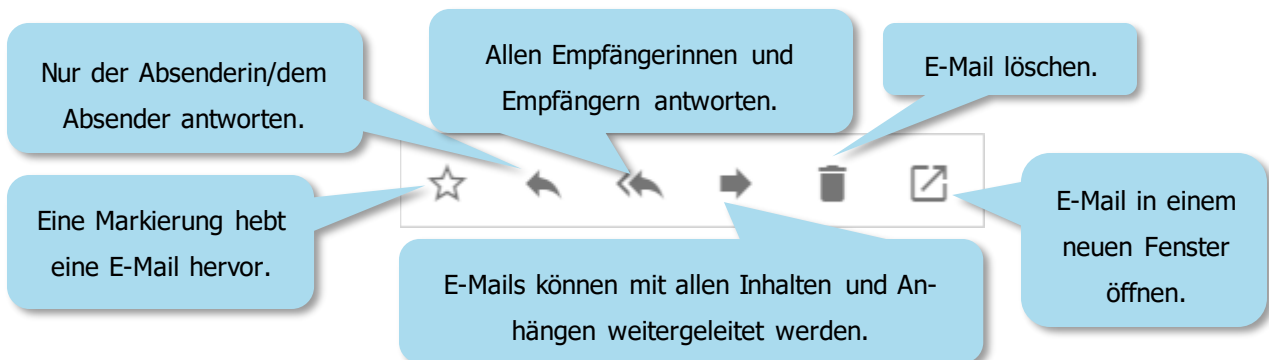 Nur der Absenderin/dem
Absender antworten.
Allen Empfängerinnen und
Empfängern antworten.
E-Mail löschen.
Eine Markierung hebt
eine E-Mail hervor.
E-Mails können mit allen Inhalten und An-
hängen weitergeleitet werden.
E-Mail in einem
neuen Fenster
öffnen.